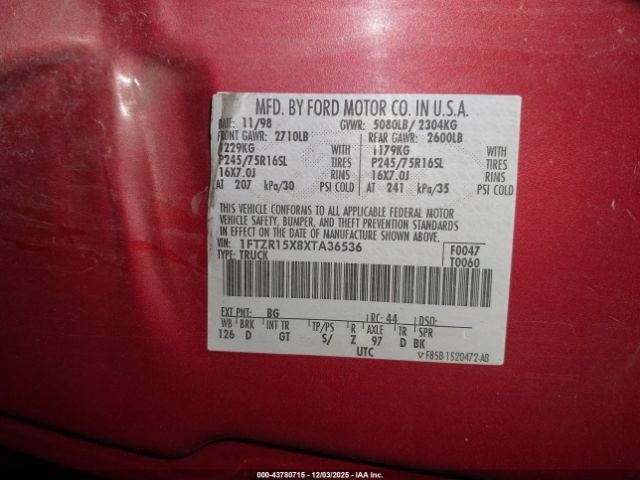 MFD. BY FORD MOTOR CO. IN U.S.A.
DATE: 11/98 GVWR: 5080LB/ 2304KG
FRONT GAWR: 2710LB REAR GAWR: 2600LB
1229KG WITH 1179KG WITH
P245/75R16SL TIRES P245/75R16SL TIRES
16X7.0J RIMS 16X7.0J RIMS
AT 207 kPa/30 PSI COLD AT 241 kPa/35 PSI COLD
THIS VEHICLE CONFORMS TO ALL APPLICABLE FEDERAL MOTOR
VEHICLE SAFETY, BUMPER, AND THEFT PREVENTION STANDARDS
IN EFFECT ON THE DATE OF MANUFACTURE SHOWN ABOVE.
VIN: 1FTZR15X8XTA36536 F0047
TYPE: TRUCK T0060
EXT PNT: BG RC: 44 DSO:
WB BRK INT TR TP/PS R AXLE TR SPR
126 D GT S/ Z 97 D BK
UTC F85B-1520472-AB
000-43780715 - 12/03/2025 - IAAI.COM